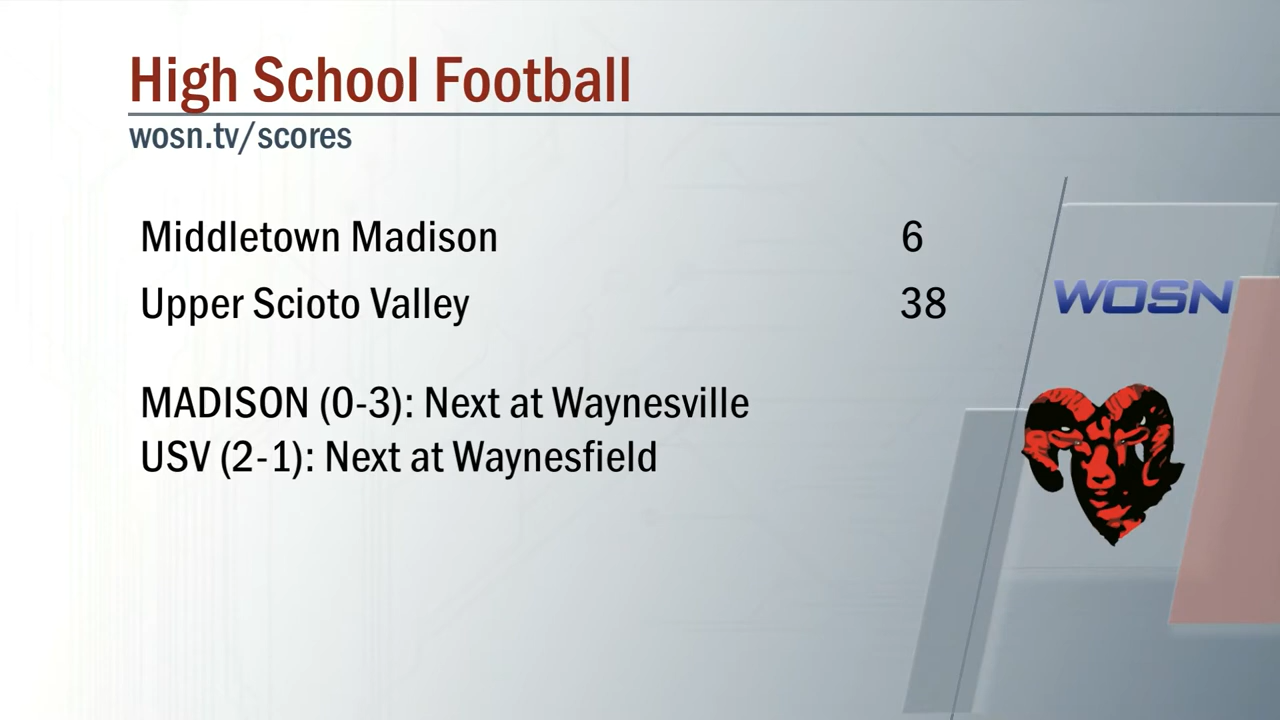 High School Football
wosn.tv/scores
Middletown Madison 6
Upper Scioto Valley 38
WOSN
MADISON (0-3): Next at Waynesville
USV (2-1): Next at Waynesfield